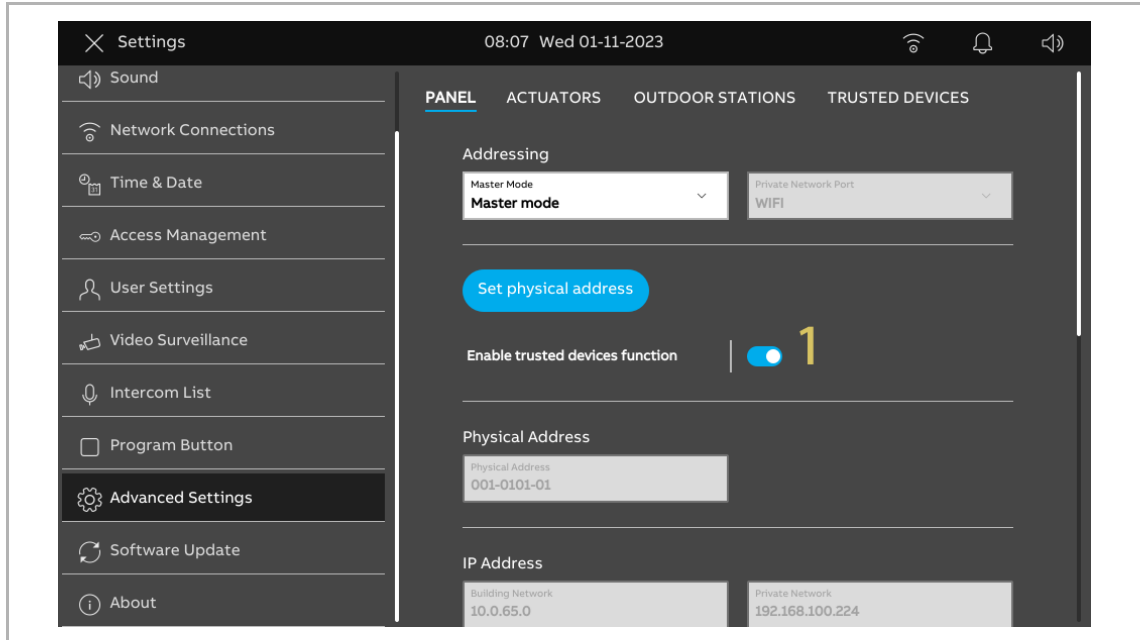 Settings
08:07 Wed 01-11-2023
Sound
Network Connections
Time & Date
Access Management
User Settings
Video Surveillance
Intercom List
Program Button
Advanced Settings
Software Update
About
PANEL ACTUATORS OUTDOOR STATIONS TRUSTED DEVICES
Addressing
Master Mode
Master mode
Private Network Port
WIFI
Set physical address
Enable trusted devices function
1
Physical Address
Physical Address
001-0101-01
IP Address
Building Network
10.0.65.0
Private Network
192.168.100.224